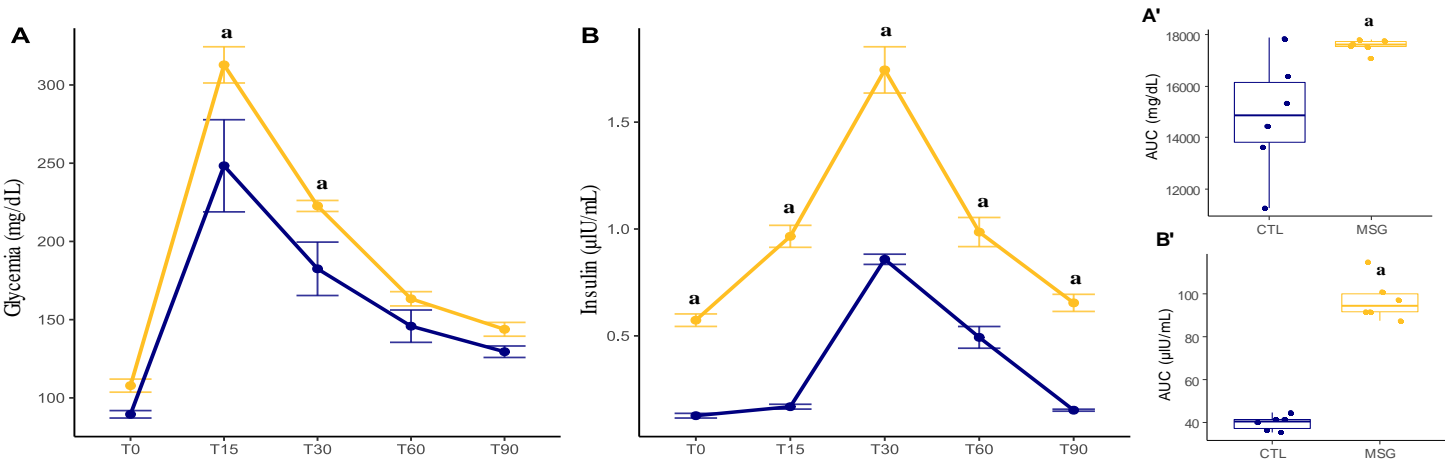 A
Glycemia (mg/dL)
300
250
200
150
100
a
a
T0 T15 T30 T60 T90
B
Insulin (µIU/mL)
1.5
1.0
0.5
a
a
a
a
a
T0 T15 T30 T60 T90
A'
AUC (mg/dL)
18000
16000
14000
12000
a
CTL MSG
B'
AUC (µIU/mL)
100
80
60
40
a
CTL MSG